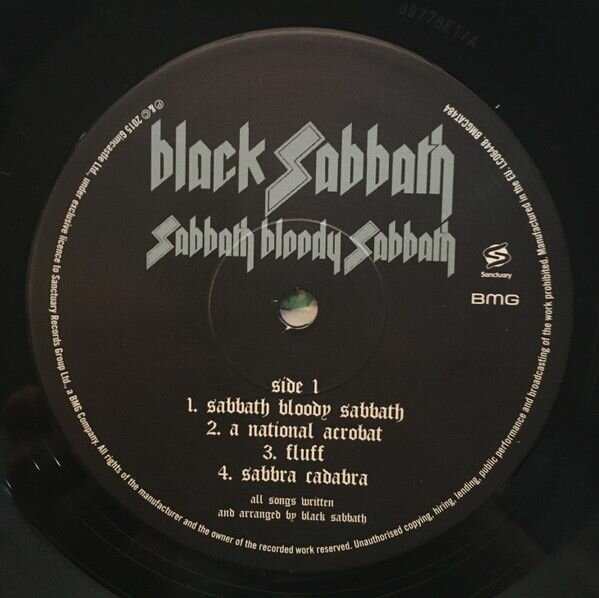 BB77BE1/A
black Sabbath
Sabbath bloody Sabbath
Sanctuary
BMG
side 1
1. sabbath bloody sabbath
2. a national acrobat
3. fluff
4. sabbra cadabra
all songs written
and arranged by black sabbath
℗&© 2015 Gimcastle Ltd. under exclusive licence to Sanctuary Records Group Ltd., a BMG Company. All rights of the manufacturer and the owner of the recorded work reserved. Unauthorised copying, hiring, lending, public performance and broadcasting of the work prohibited. Manufactured in the EU. LC06448. BMGCAT484